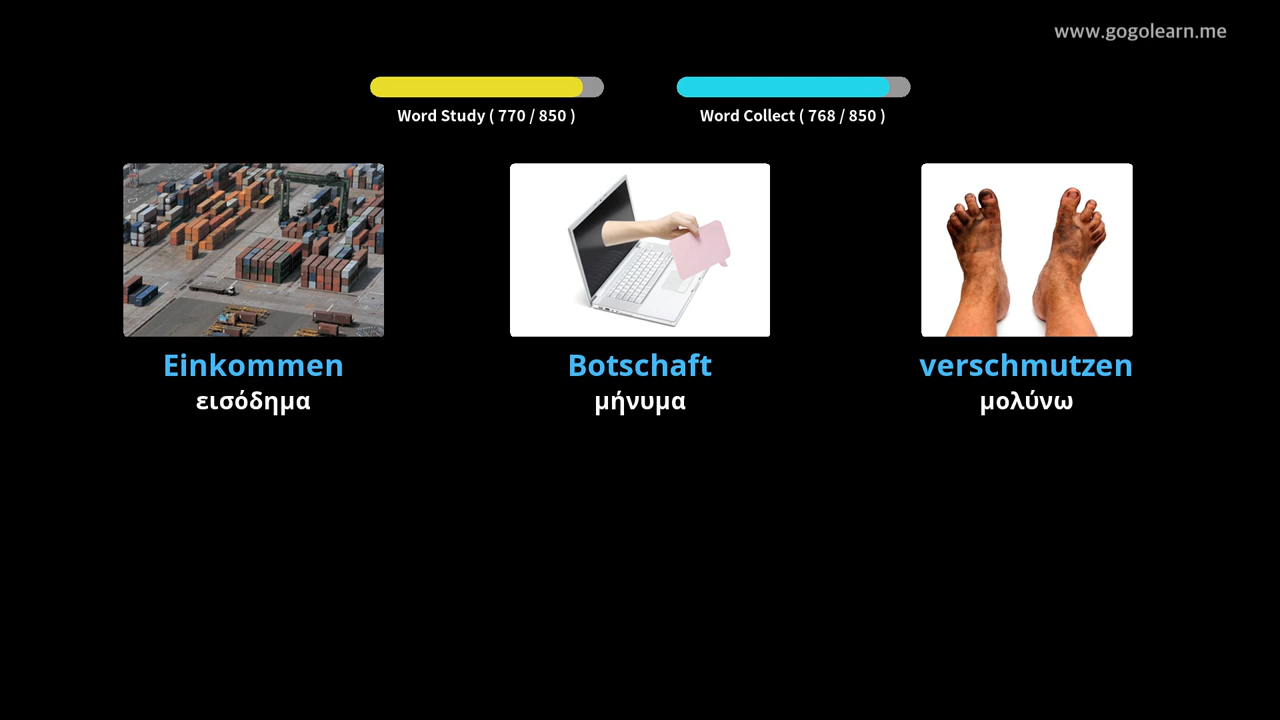 www.gogolearn.me
Word Study ( 770 / 850 )
Word Collect ( 768 / 850 )
Einkommen
εισόδημα
Botschaft
μήνυμα
verschmutzen
μολύνω